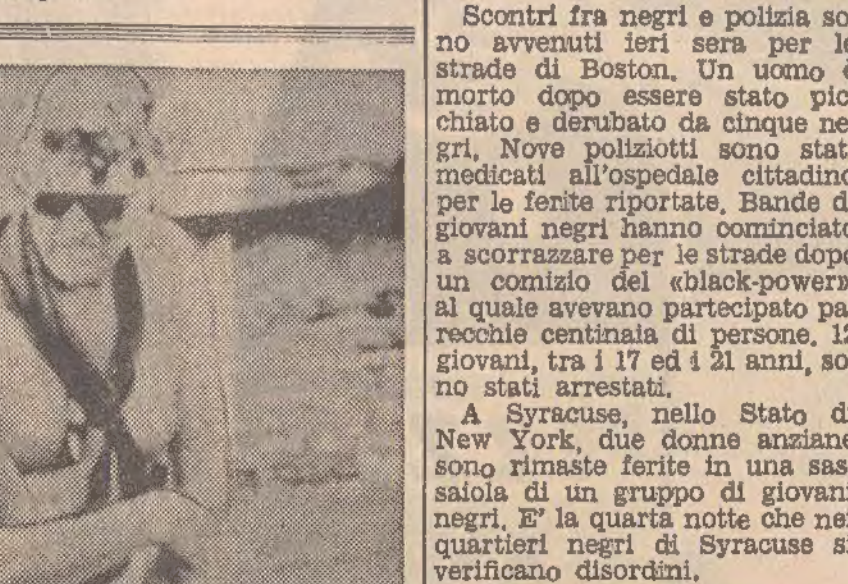 Scontri fra negri e polizia so
no avvenuti ieri sera per le
strade di Boston. Un uomo è
morto dopo essere stato pic
chiato e derubato da cinque ne
gri. Nove poliziotti sono stati
medicati all'ospedale cittadino
per le ferite riportate. Bande di
giovani negri hanno cominciato
a scorrazzare per le strade dopo
un comizio del «black-power»
al quale avevano partecipato pa
recchie centinaia di persone. 12
giovani, tra i 17 ed i 21 anni, so
no stati arrestati.
A Syracuse, nello Stato di
New York, due donne anziane
sono rimaste ferite in una sas
saiola di un gruppo di giovani
negri. E' la quarta notte che nei
quartieri negri di Syracuse si
verificano disordini.